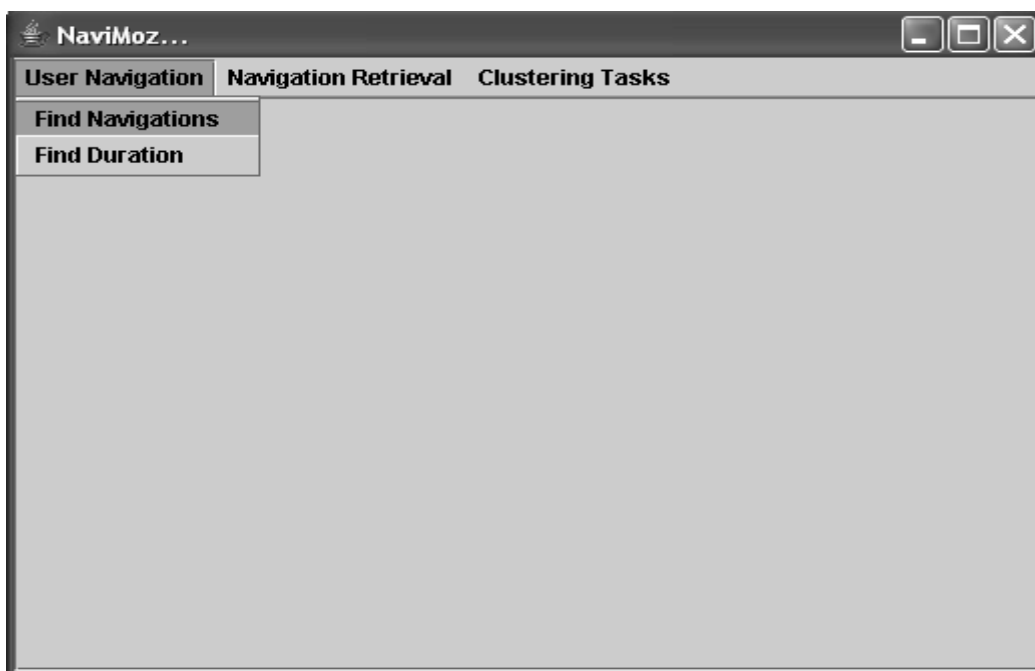 NaviMoz...
User Navigation Navigation Retrieval Clustering Tasks
Find Navigations
Find Duration